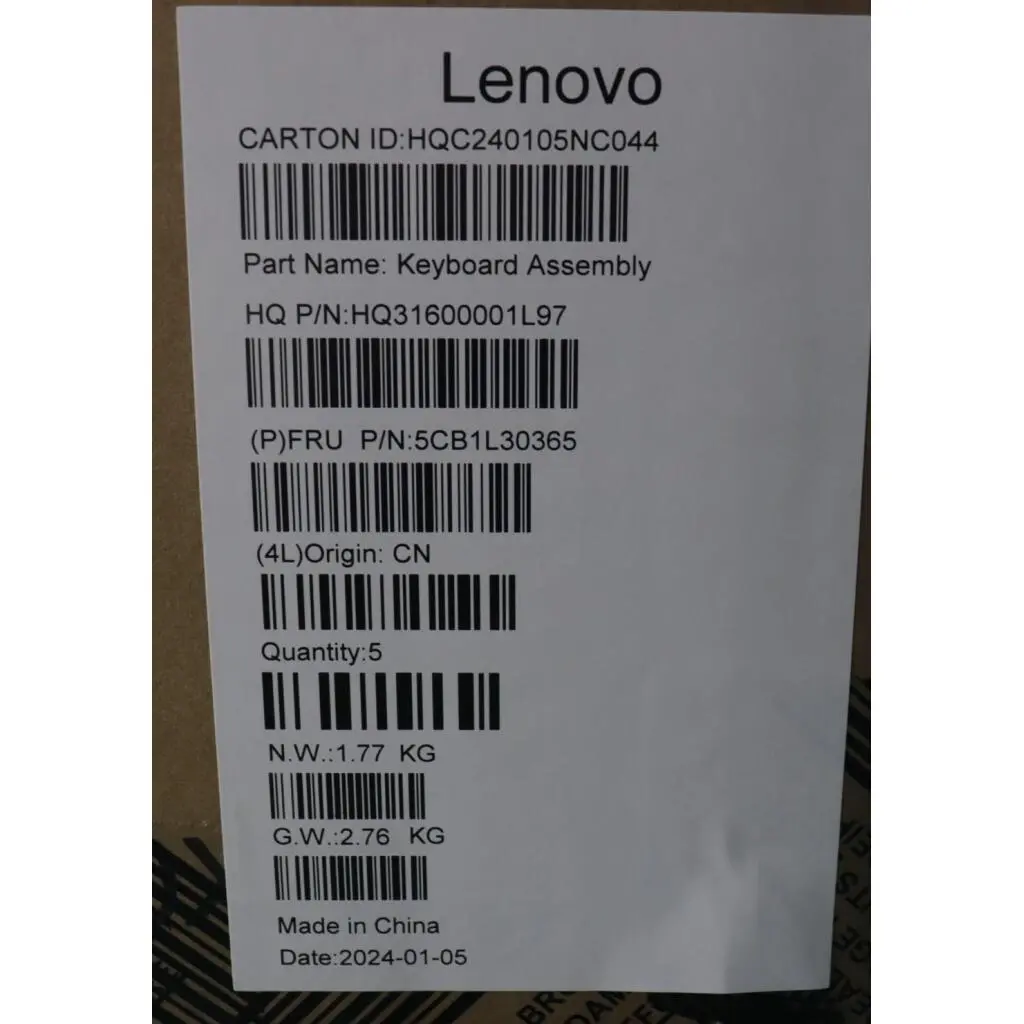 Lenovo
CARTON ID:HQC240105NC044
Part Name: Keyboard Assembly
HQ P/N:HQ31600001L97
(P)FRU P/N:5CB1L30365
(4L)Origin: CN
Quantity:5
N.W.:1.77 KG
G.W.:2.76 KG
Made in China
Date:2024-01-05